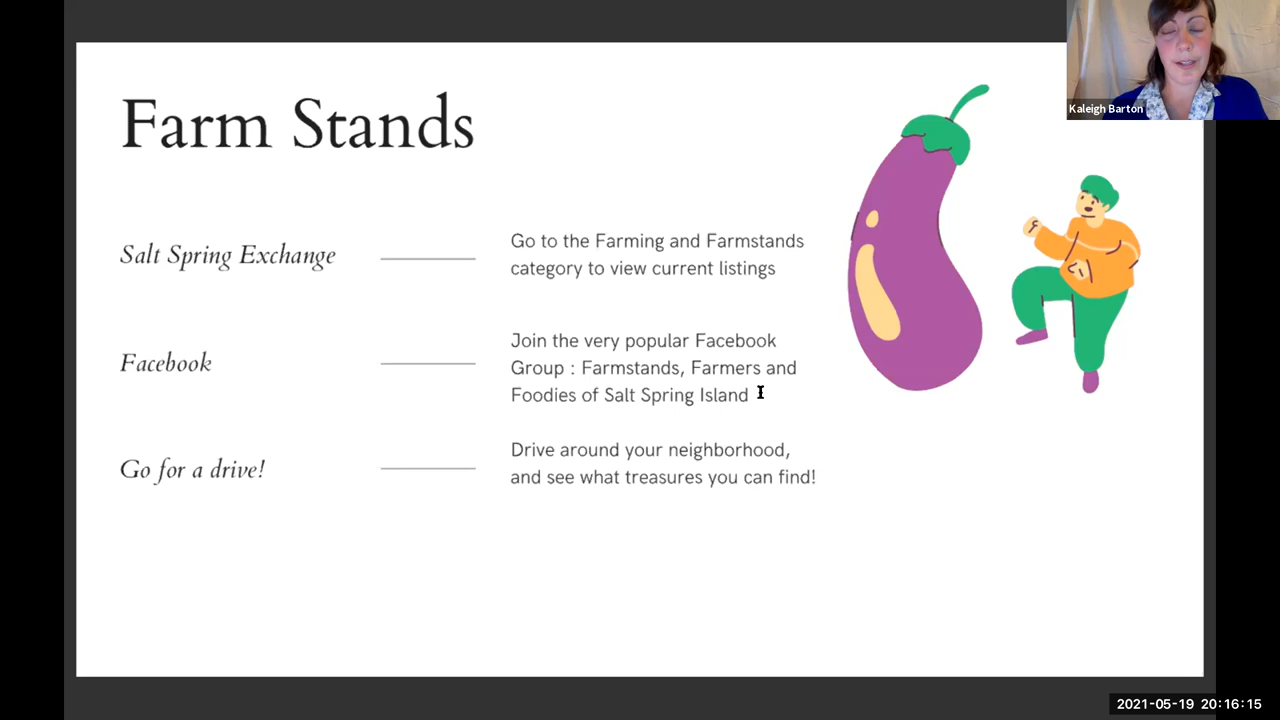 Farm Stands
Salt Spring Exchange
Go to the Farming and Farmstands
category to view current listings
Facebook
Join the very popular Facebook
Group : Farmstands, Farmers and
Foodies of Salt Spring Island
Go for a drive!
Drive around your neighborhood,
and see what treasures you can find!
Kaleigh Barton
2021-05-19 20:16:15